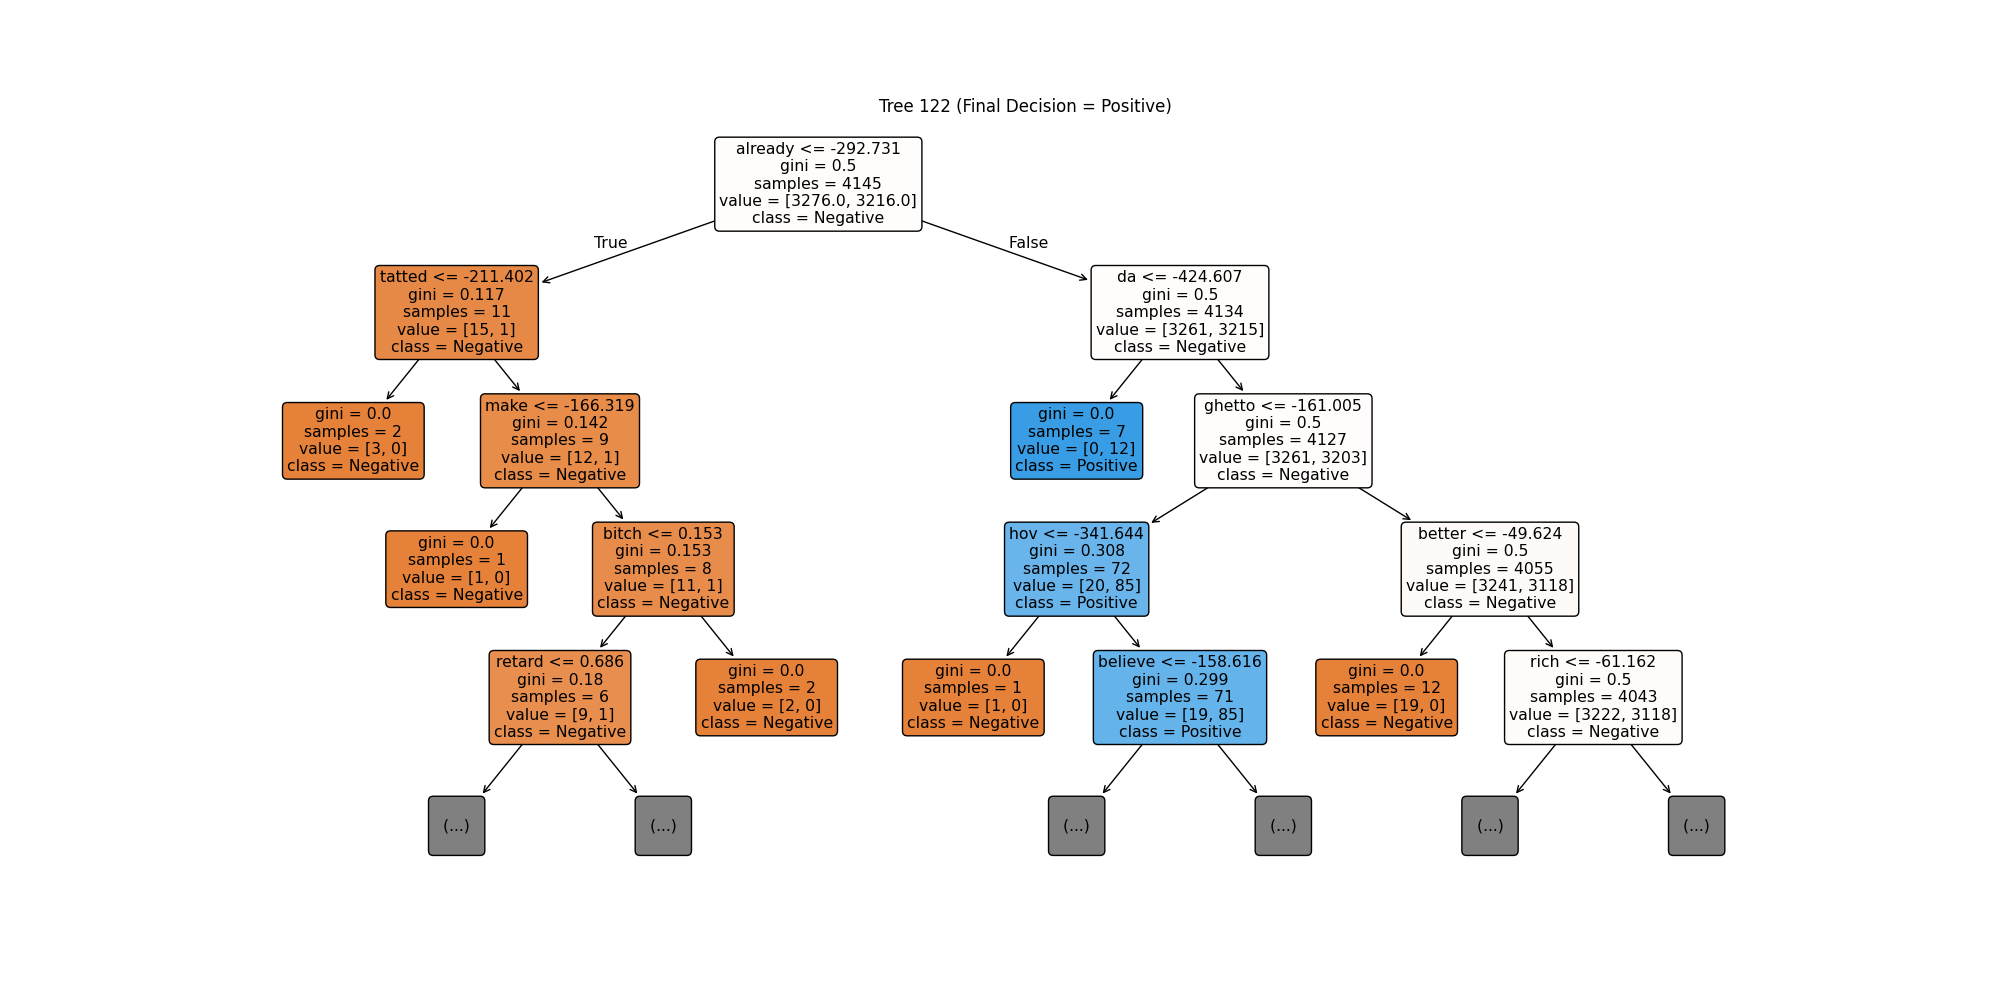 Tree 122 (Final Decision = Positive)
already <= -292.731
gini = 0.5
samples = 4145
value = [3276.0, 3216.0]
class = Negative
True
False
tatted <= -211.402
gini = 0.117
samples = 11
value = [15, 1]
class = Negative
da <= -424.607
gini = 0.5
samples = 4134
value = [3261, 3215]
class = Negative
gini = 0.0
samples = 2
value = [3, 0]
class = Negative
make <= -166.319
gini = 0.142
samples = 9
value = [12, 1]
class = Negative
gini = 0.0
samples = 7
value = [0, 12]
class = Positive
ghetto <= -161.005
gini = 0.5
samples = 4127
value = [3261, 3203]
class = Negative
gini = 0.0
samples = 1
value = [1, 0]
class = Negative
bitch <= 0.153
gini = 0.153
samples = 8
value = [11, 1]
class = Negative
hov <= -341.644
gini = 0.308
samples = 72
value = [20, 85]
class = Positive
better <= -49.624
gini = 0.5
samples = 4055
value = [3241, 3118]
class = Negative
retard <= 0.686
gini = 0.18
samples = 6
value = [9, 1]
class = Negative
gini = 0.0
samples = 2
value = [2, 0]
class = Negative
gini = 0.0
samples = 1
value = [1, 0]
class = Negative
believe <= -158.616
gini = 0.299
samples = 71
value = [19, 85]
class = Positive
gini = 0.0
samples = 12
value = [19, 0]
class = Negative
rich <= -61.162
gini = 0.5
samples = 4043
value = [3222, 3118]
class = Negative
(...)
(...)
(...)
(...)
(...)
(...)